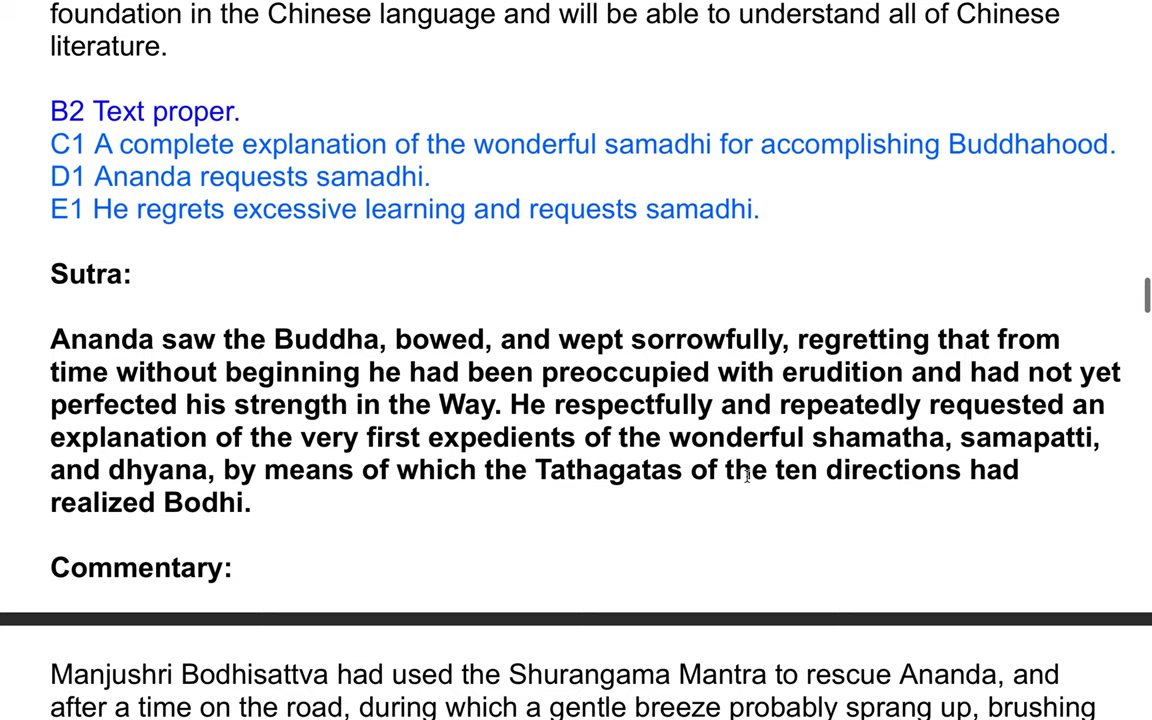 foundation in the Chinese language and will be able to understand all of Chinese
literature.
B2 Text proper.
C1 A complete explanation of the wonderful samadhi for accomplishing Buddhahood.
D1 Ananda requests samadhi.
E1 He regrets excessive learning and requests samadhi.
Sutra:
Ananda saw the Buddha, bowed, and wept sorrowfully, regretting that from
time without beginning he had been preoccupied with erudition and had not yet
perfected his strength in the Way. He respectfully and repeatedly requested an
explanation of the very first expedients of the wonderful shamatha, samapatti,
and dhyana, by means of which the Tathagatas of the ten directions had
realized Bodhi.
Commentary:
Manjushri Bodhisattva had used the Shurangama Mantra to rescue Ananda, and
after a time on the road, during which a gentle breeze probably sprang up, brushing